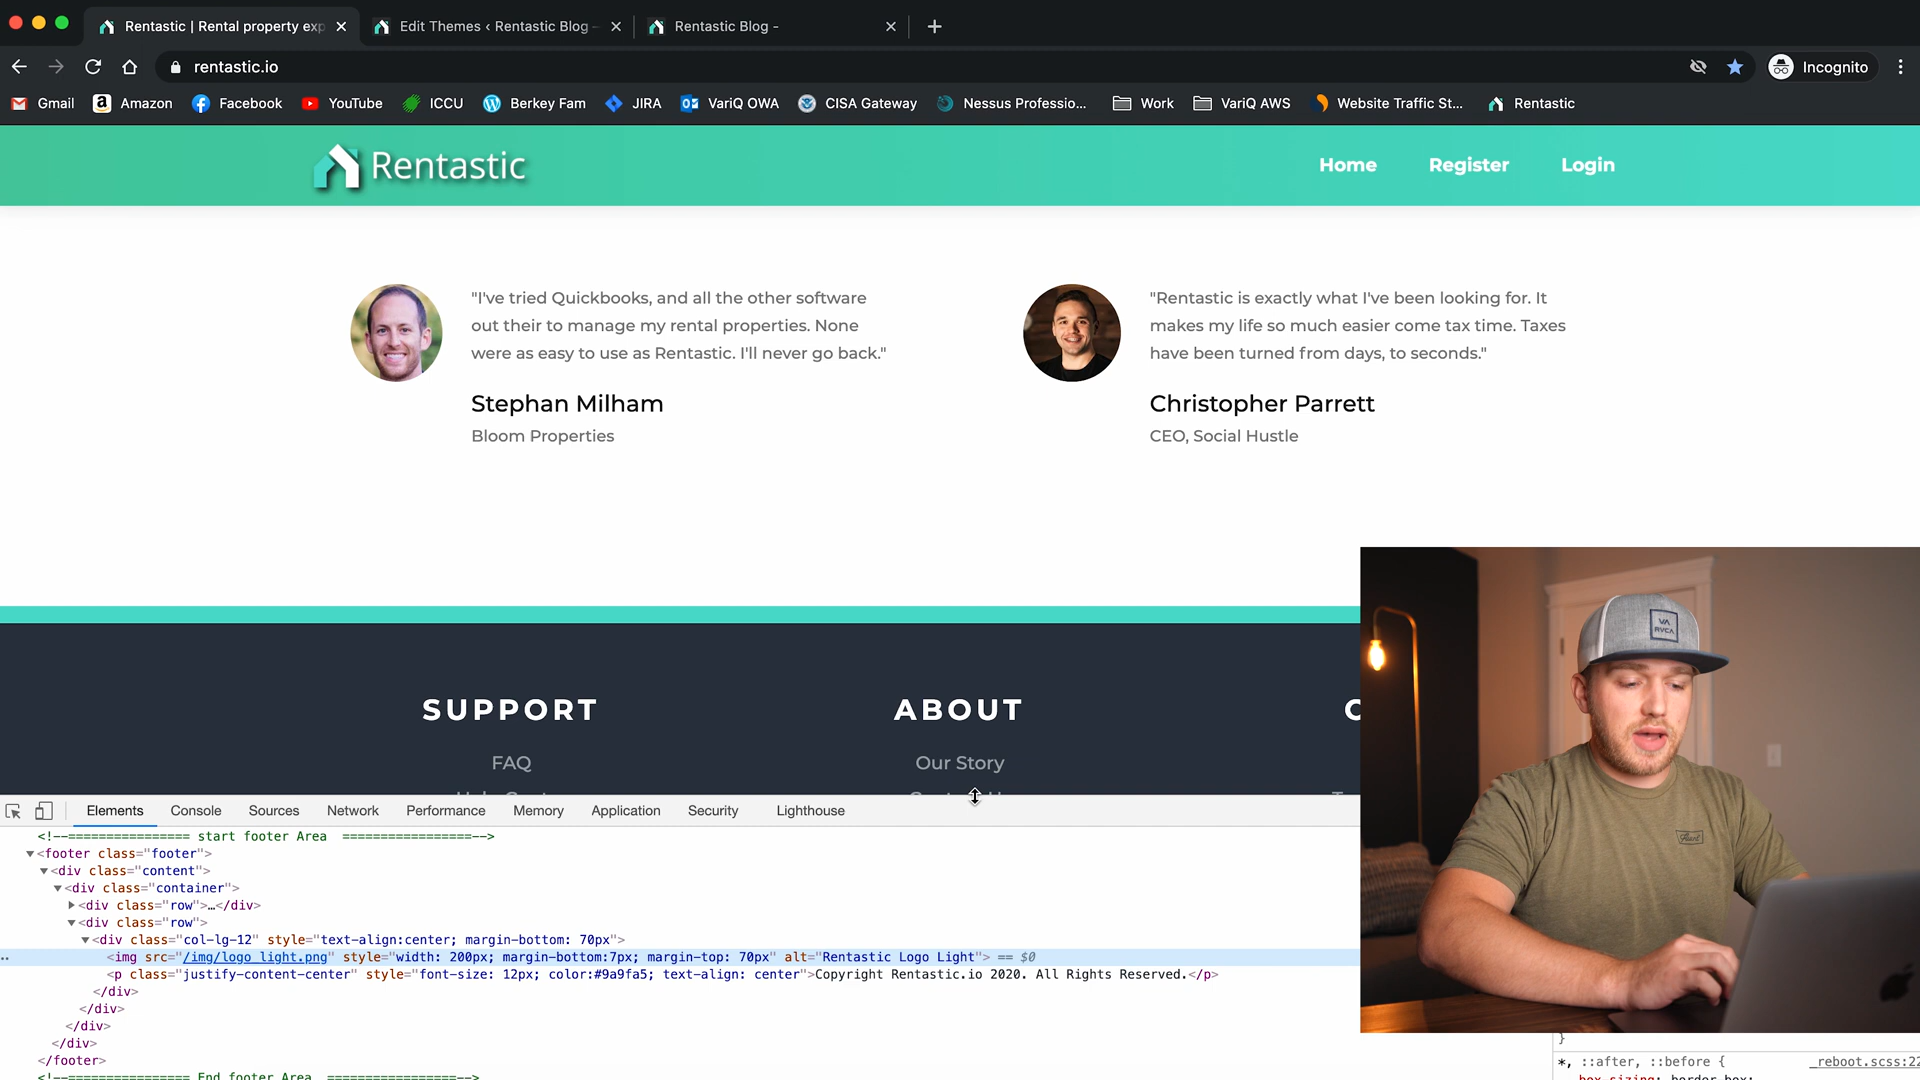 Rentastic | Rental property exp
Edit Themes ‹ Rentastic Blog -
Rentastic Blog -
rentastic.io
Incognito
Gmail
Amazon
Facebook
YouTube
ICCU
Berkey Fam
JIRA
VariQ OWA
CISA Gateway
Nessus Professio...
Work
VariQ AWS
Website Traffic St...
Rentastic
Rentastic
Home
Register
Login
"I've tried Quickbooks, and all the other software
out their to manage my rental properties. None
were as easy to use as Rentastic. I'll never go back."
Stephan Milham
Bloom Properties
"Rentastic is exactly what I've been looking for. It
makes my life so much easier come tax time. Taxes
have been turned from days, to seconds."
Christopher Parrett
CEO, Social Hustle
SUPPORT
ABOUT
FAQ
Our Story
VA
RVCA
Elements
Console
Sources
Network
Performance
Memory
Application
Security
Lighthouse
<!--================ start footer Area =================-->
<footer class="footer">
<div class="content">
<div class="container">
<div class="row">…</div>
<div class="row">
<div class="col-lg-12" style="text-align:center; margin-bottom: 70px">
<img src="/img/logo_light.png" style="width: 200px; margin-bottom:7px; margin-top: 70px" alt="Rentastic Logo Light"> == $0
<p class="justify-content-center" style="font-size: 12px; color:#9a9fa5; text-align: center">Copyright Rentastic.io 2020. All Rights Reserved.</p>
</div>
</div>
</div>
</div>
</footer>
<!--================ End footer Area =================-->
}
*, ::after, ::before {
_reboot.scss:22
box-sizing: border-box;